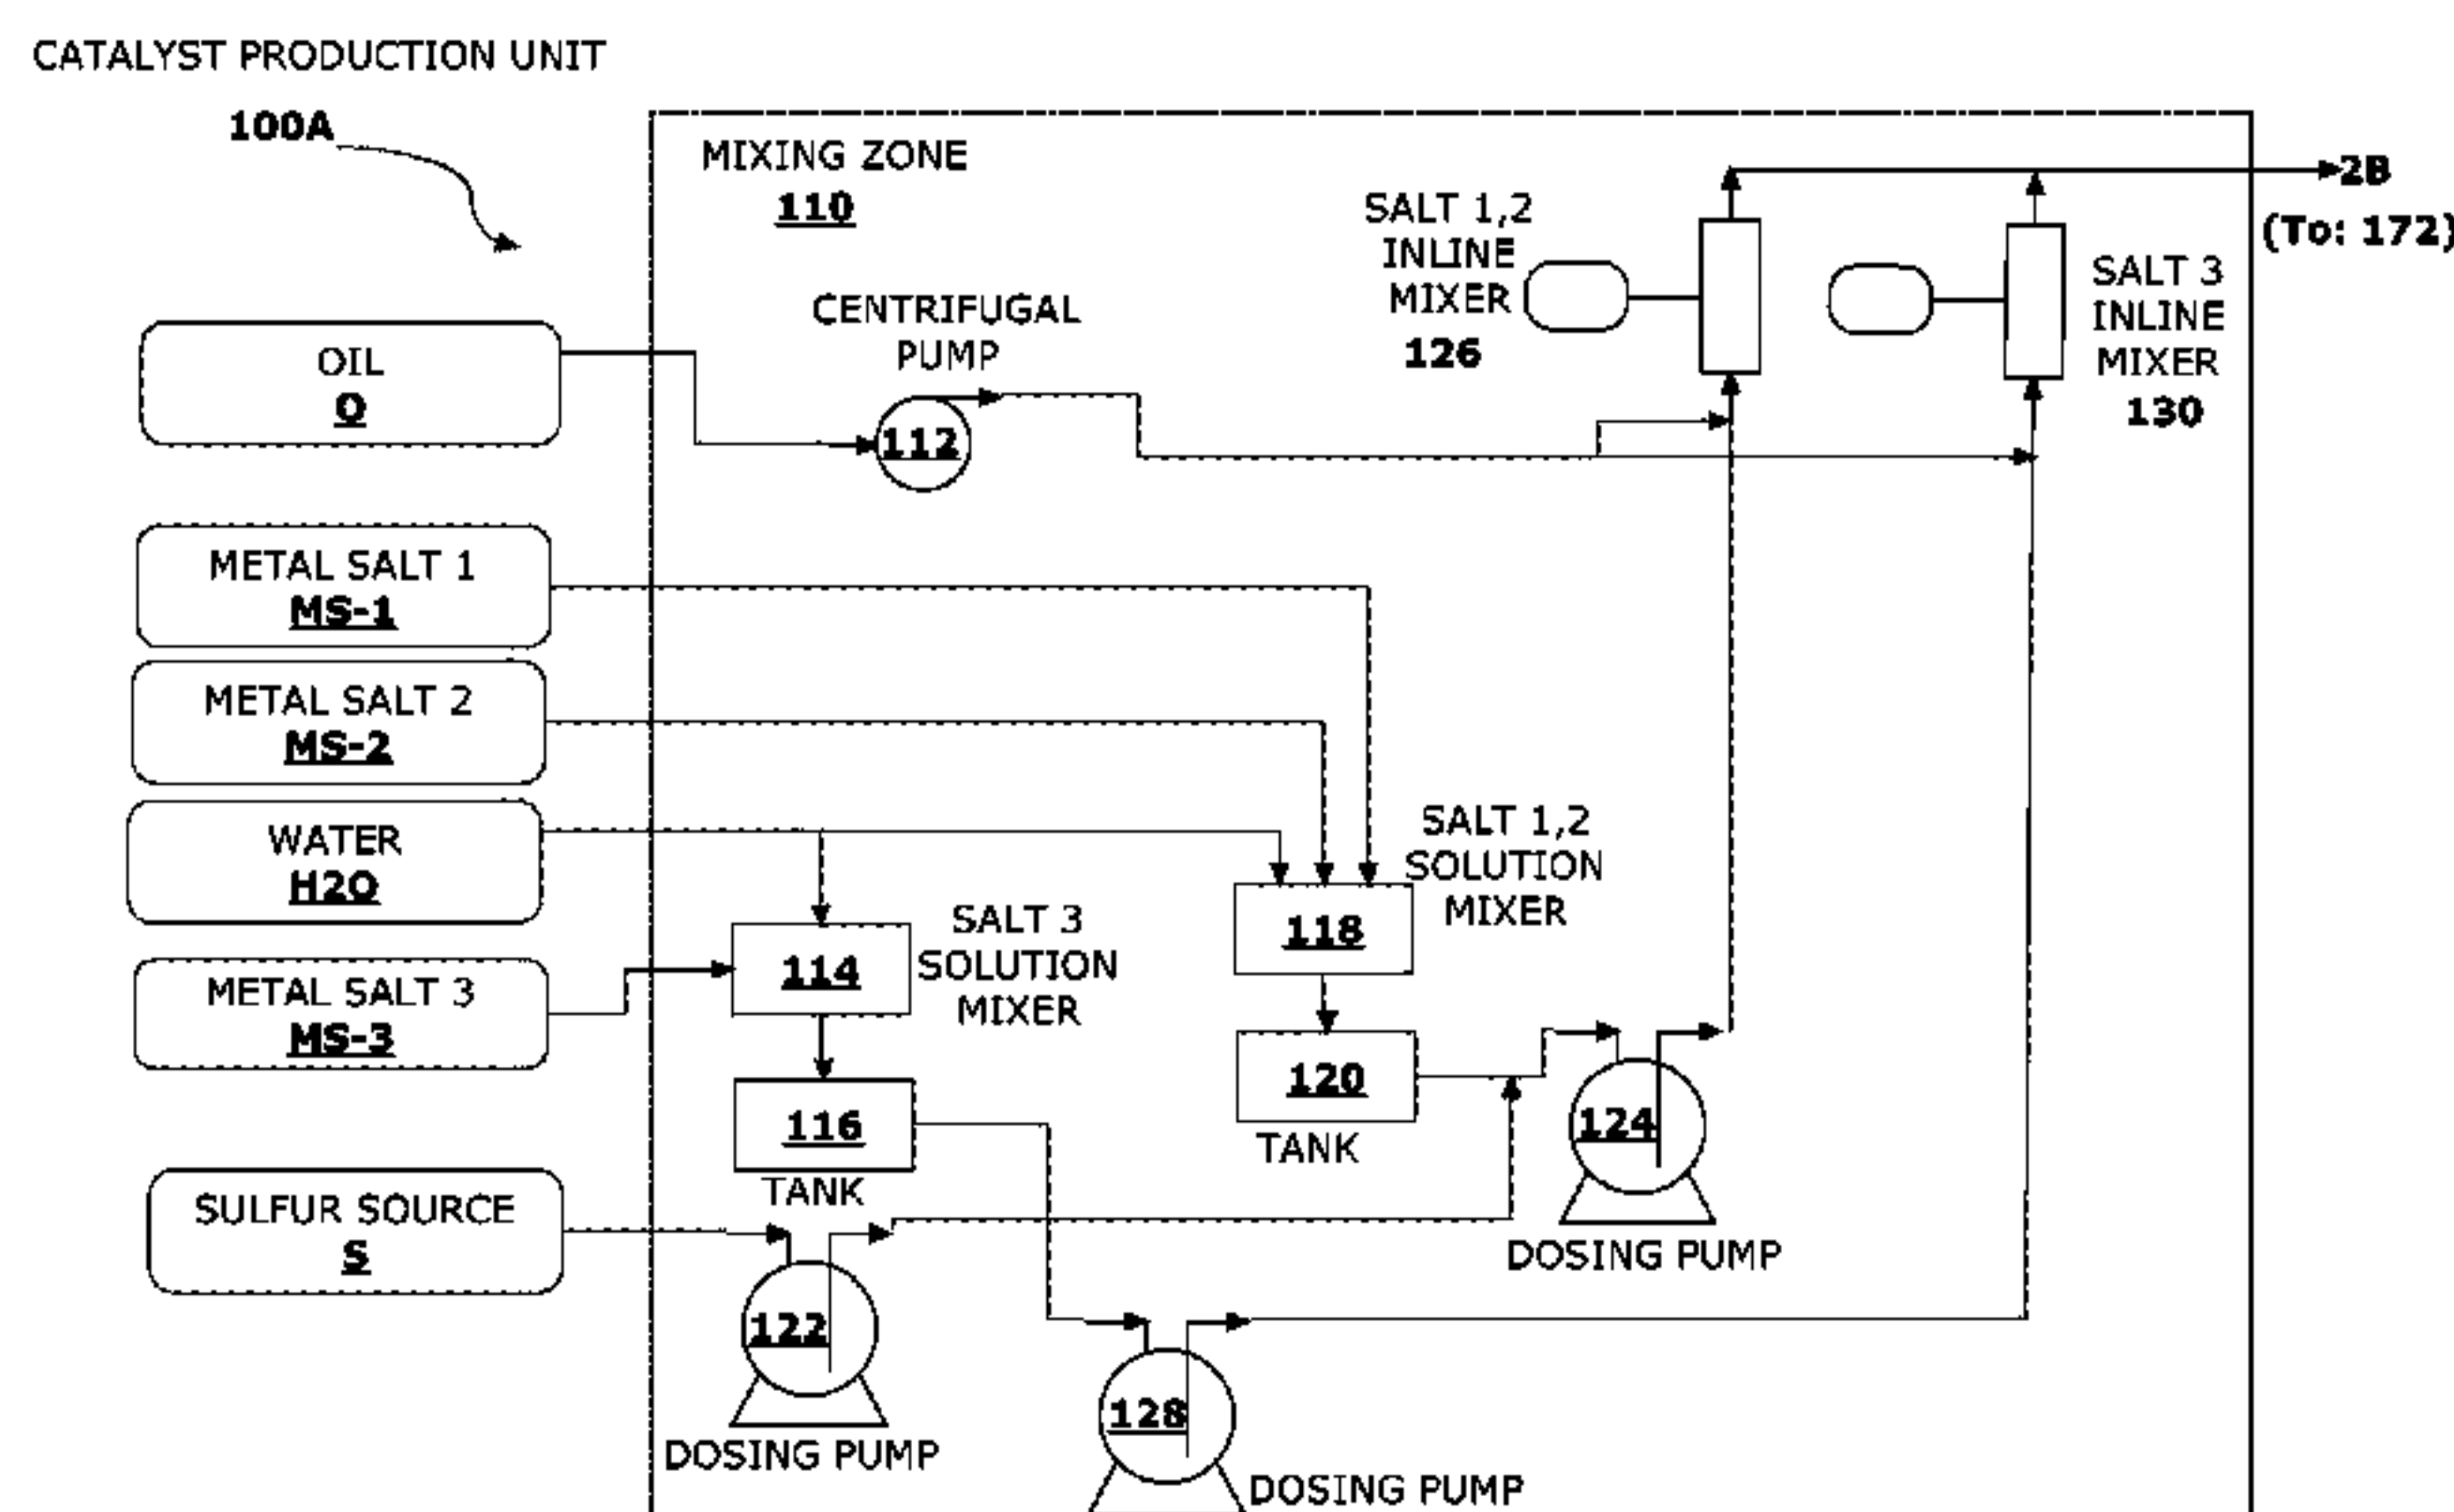 CATALYST PRODUCTION UNIT
100A
MIXING ZONE
110
2B
(To: 172)
SALT 1,2
INLINE
MIXER
126
SALT 3
INLINE
MIXER
130
CENTRIFUGAL
PUMP
112
OIL
O
METAL SALT 1
MS-1
METAL SALT 2
MS-2
WATER
H2O
METAL SALT 3
MS-3
SULFUR SOURCE
S
SALT 1,2
SOLUTION
MIXER
118
SALT 3
SOLUTION
MIXER
114
120
TANK
116
TANK
124
DOSING PUMP
122
DOSING PUMP
128
DOSING PUMP